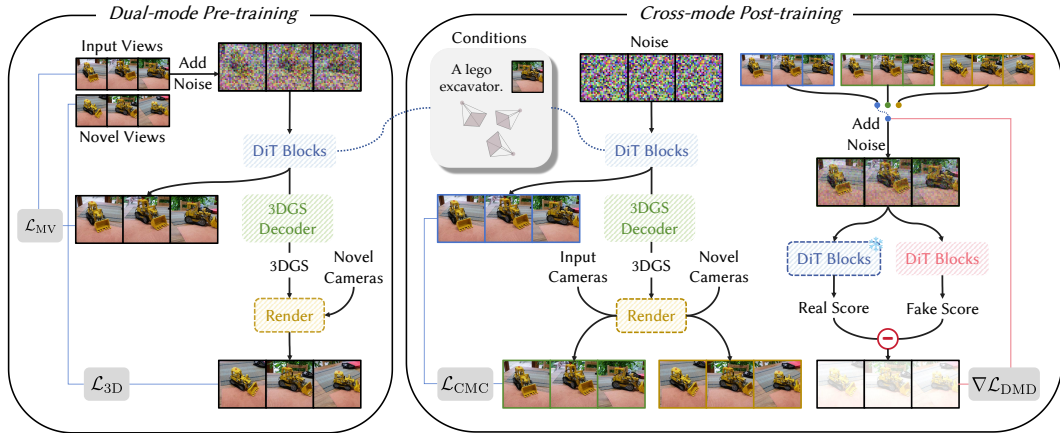 Dual-mode Pre-training
Input Views
Add
Noise
Novel Views
DiT Blocks
ℒMV
3DGS
Decoder
3DGS
Novel
Cameras
Render
ℒ3D
Cross-mode Post-training
Conditions
A lego
excavator.
Noise
DiT Blocks
3DGS
Decoder
Input
Cameras
3DGS
Novel
Cameras
Render
ℒCMC
Add
Noise
DiT Blocks
DiT Blocks
Real Score
Fake Score
∇ℒDMD